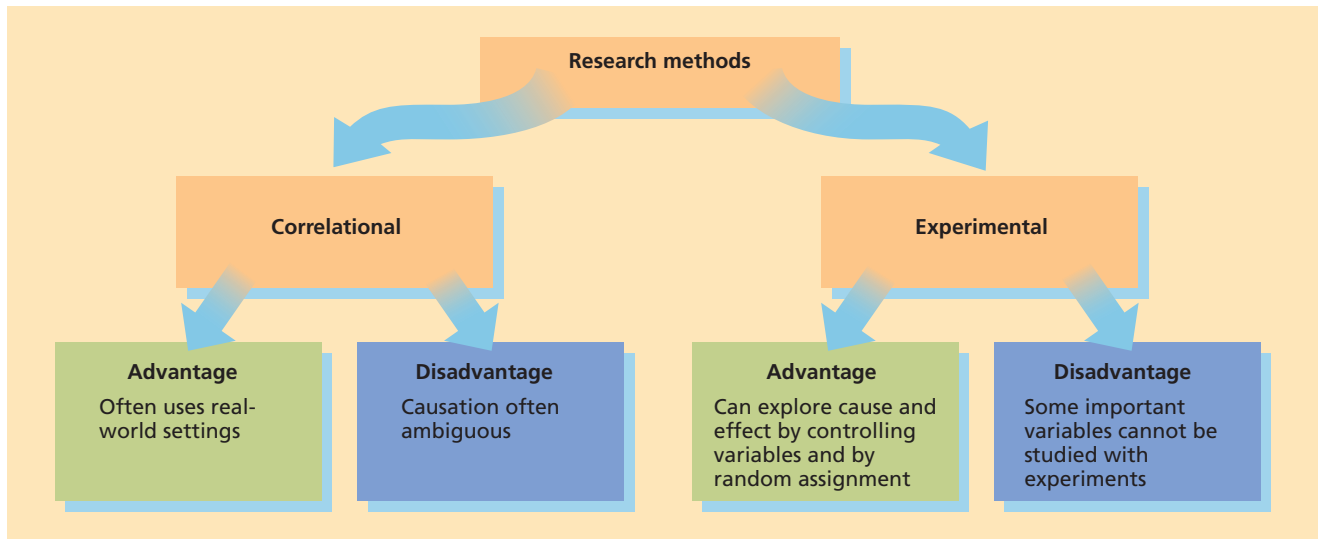 Research methods
Correlational
Experimental
Advantage
Often uses real-
world settings
Disadvantage
Causation often
ambiguous
Advantage
Can explore cause and
effect by controlling
variables and by
random assignment
Disadvantage
Some important
variables cannot be
studied with
experiments